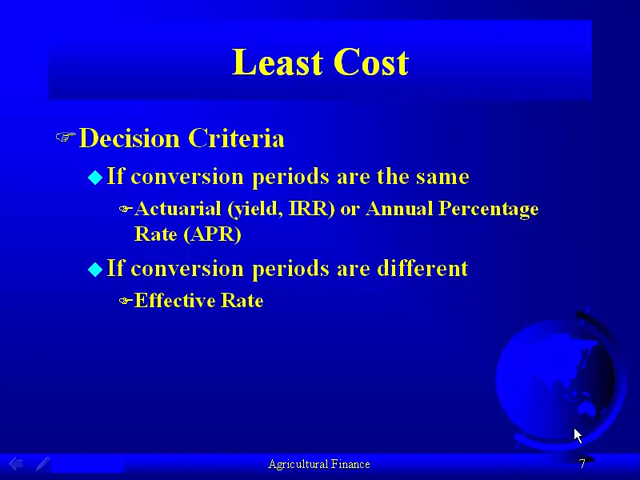 Least Cost
Decision Criteria
If conversion periods are the same
Actuarial (yield, IRR) or Annual Percentage
Rate (APR)
If conversion periods are different
Effective Rate
Agricultural Finance
7